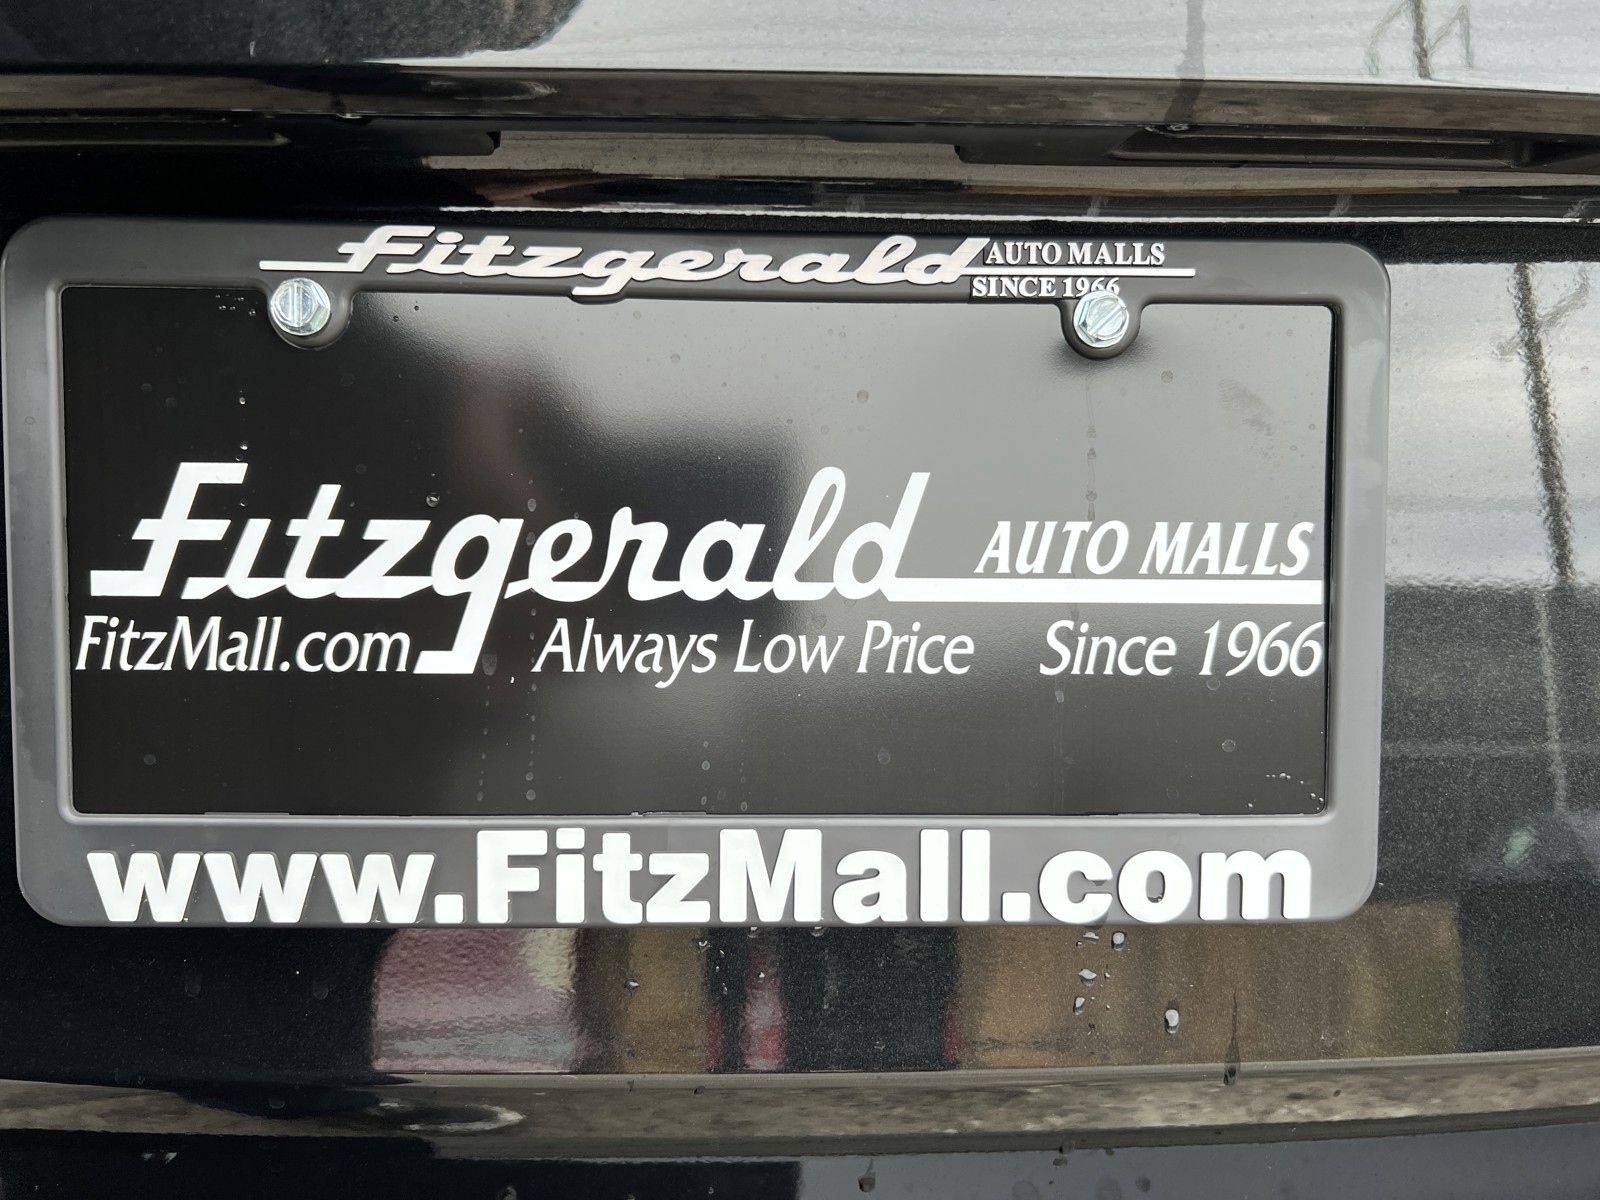 Fitzgerald AUTO MALLS
SINCE 1966
Fitzgerald AUTO MALLS
FitzMall.com Always Low Price Since 1966
www.FitzMall.com